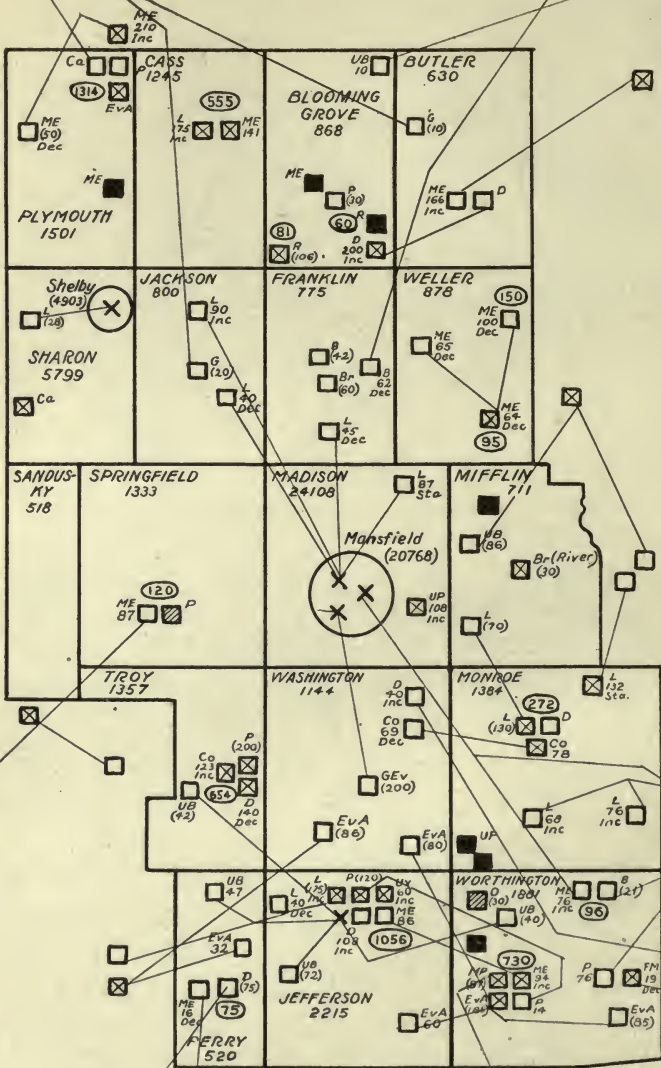 ME
210
Inc
Ca
P
CASS
1245
UB
10
BUTLER
630
1314
EvA
555
BLOOMING
GROVE
868
L
175
Inc
ME
141
G
(10)
ME
(50)
Dec
ME
ME
P
(30)
ME
166
Inc
D
60
R
PLYMOUTH
1501
81
R
(106)
D
200
Inc
Shelby
(4903)
L
(28)
JACKSON
800
FRANKLIN
775
WELLER
878
L
90
Inc
150
ME
100
Dec
SHARON
5799
B
(42)
ME
65
Dec
G
(20)
Br
(60)
B
62
Dec
Ca
L
40
Dec
L
45
Dec
ME
64
Dec
95
SANDUS-
KY
518
SPRINGFIELD
1333
MADISON
24108
MIFFLIN
711
L
87
Sta
Mansfield
(20768)
UB
(86)
Br (River)
(30)
120
ME
87
P
UP
108
Inc
L
(70)
TROY
1357
WASHINGTON
1144
MONROE
1384
D
40
Inc
L
132
Sta.
272
P
(200)
Co
69
Dec
L
(130)
D
Co
123
Inc
Co
78
UB
(42)
654
D
140
Dec
GEv
(200)
EvA
(86)
EvA
(80)
L
68
Inc
L
76
Inc
UP
UB
47
L
40
Dec
L
(75)
Inc
P(120)
UP
60
Inc
WORTHINGTON
1881
D
(30)
ME
76
Inc
B
(21)
96
UB
(40)
D
108
Inc
ME
86
1056
EvA
32
730
UB
(72)
MP
(87)
ME
94
Inc
P
76
FM
19
Dec
D
(75)
ME
16
Dec
75
JEFFERSON
2215
EvA
P
14
EvA
60
EvA
(85)
PERRY
520